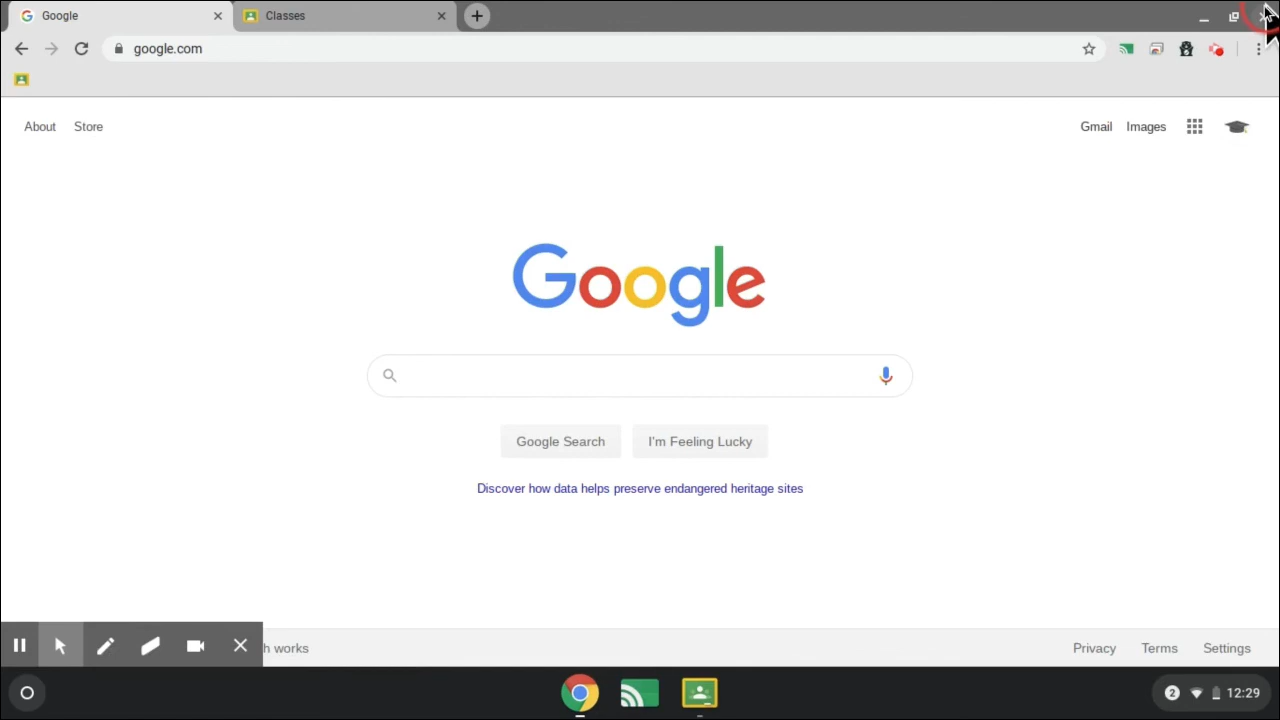 Google
Classes
google.com
About Store
Gmail Images
Google
Google Search I'm Feeling Lucky
Discover how data helps preserve endangered heritage sites
h works
Privacy Terms Settings
2 12:29